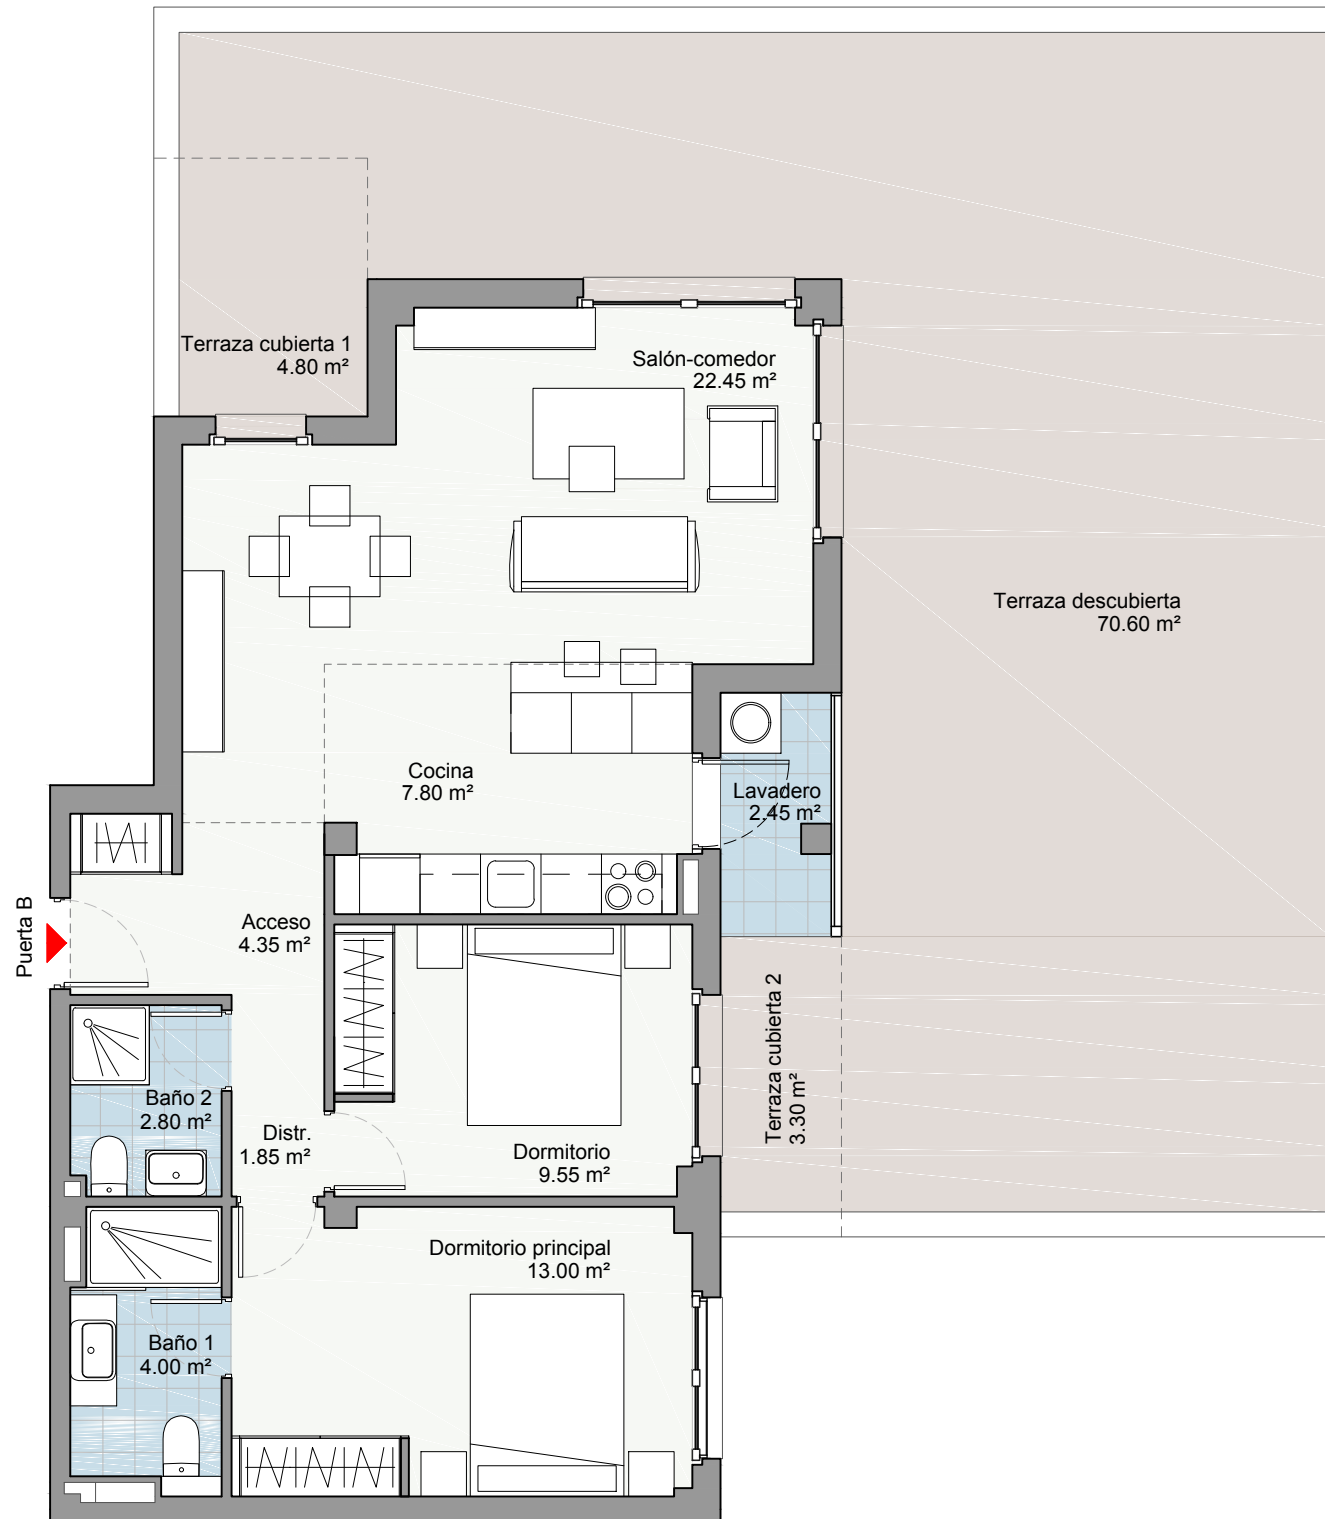 Terraza cubierta 1
4.80 m²
Salón-comedor
22.45 m²
Terraza descubierta
70.60 m²
Cocina
7.80 m²
Lavadero
2.45 m²
Puerta B
Acceso
4.35 m²
Terraza cubierta 2
3.30 m²
Baño 2
2.80 m²
Distr.
1.85 m²
Dormitorio
9.55 m²
Dormitorio principal
13.00 m²
Baño 1
4.00 m²